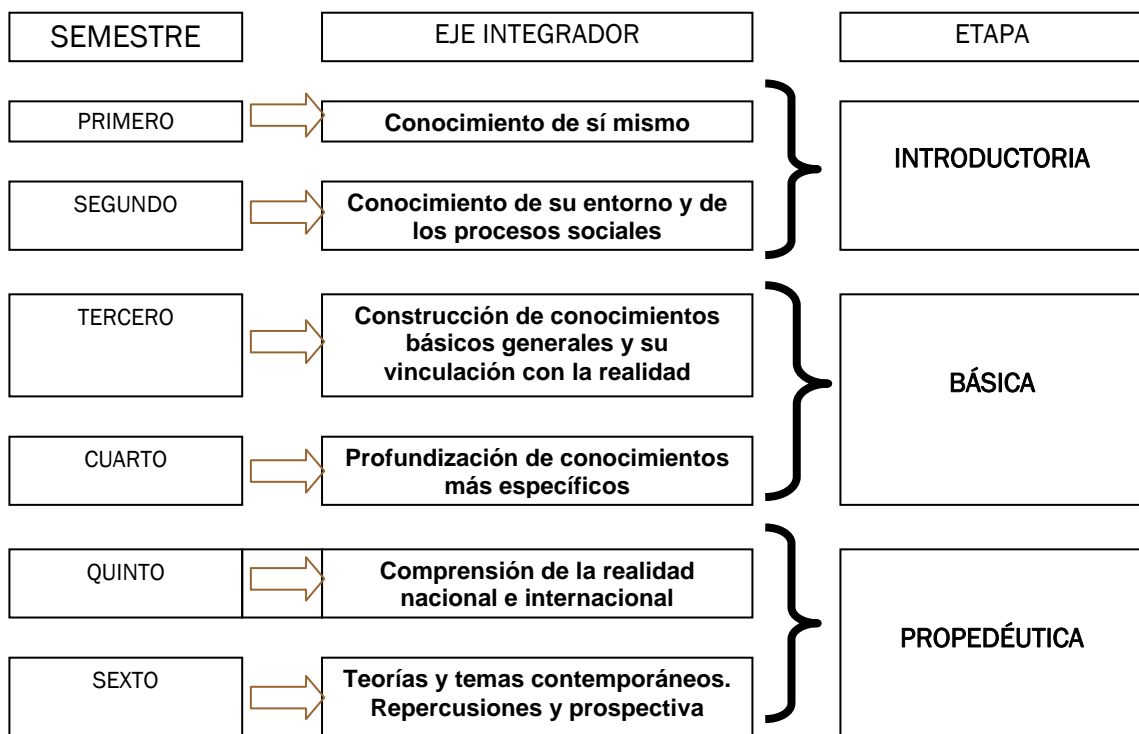 SEMESTRE
EJE INTEGRADOR
ETAPA
PRIMERO
Conocimiento de sí mismo
INTRODUCTORIA
SEGUNDO
Conocimiento de su entorno y de
los procesos sociales
TERCERO
Construcción de conocimientos
básicos generales y su
vinculación con la realidad
BÁSICA
CUARTO
Profundización de conocimientos
más específicos
QUINTO
Comprensión de la realidad
nacional e internacional
PROPEDÉUTICA
SEXTO
Teorías y temas contemporáneos.
Repercusiones y prospectiva